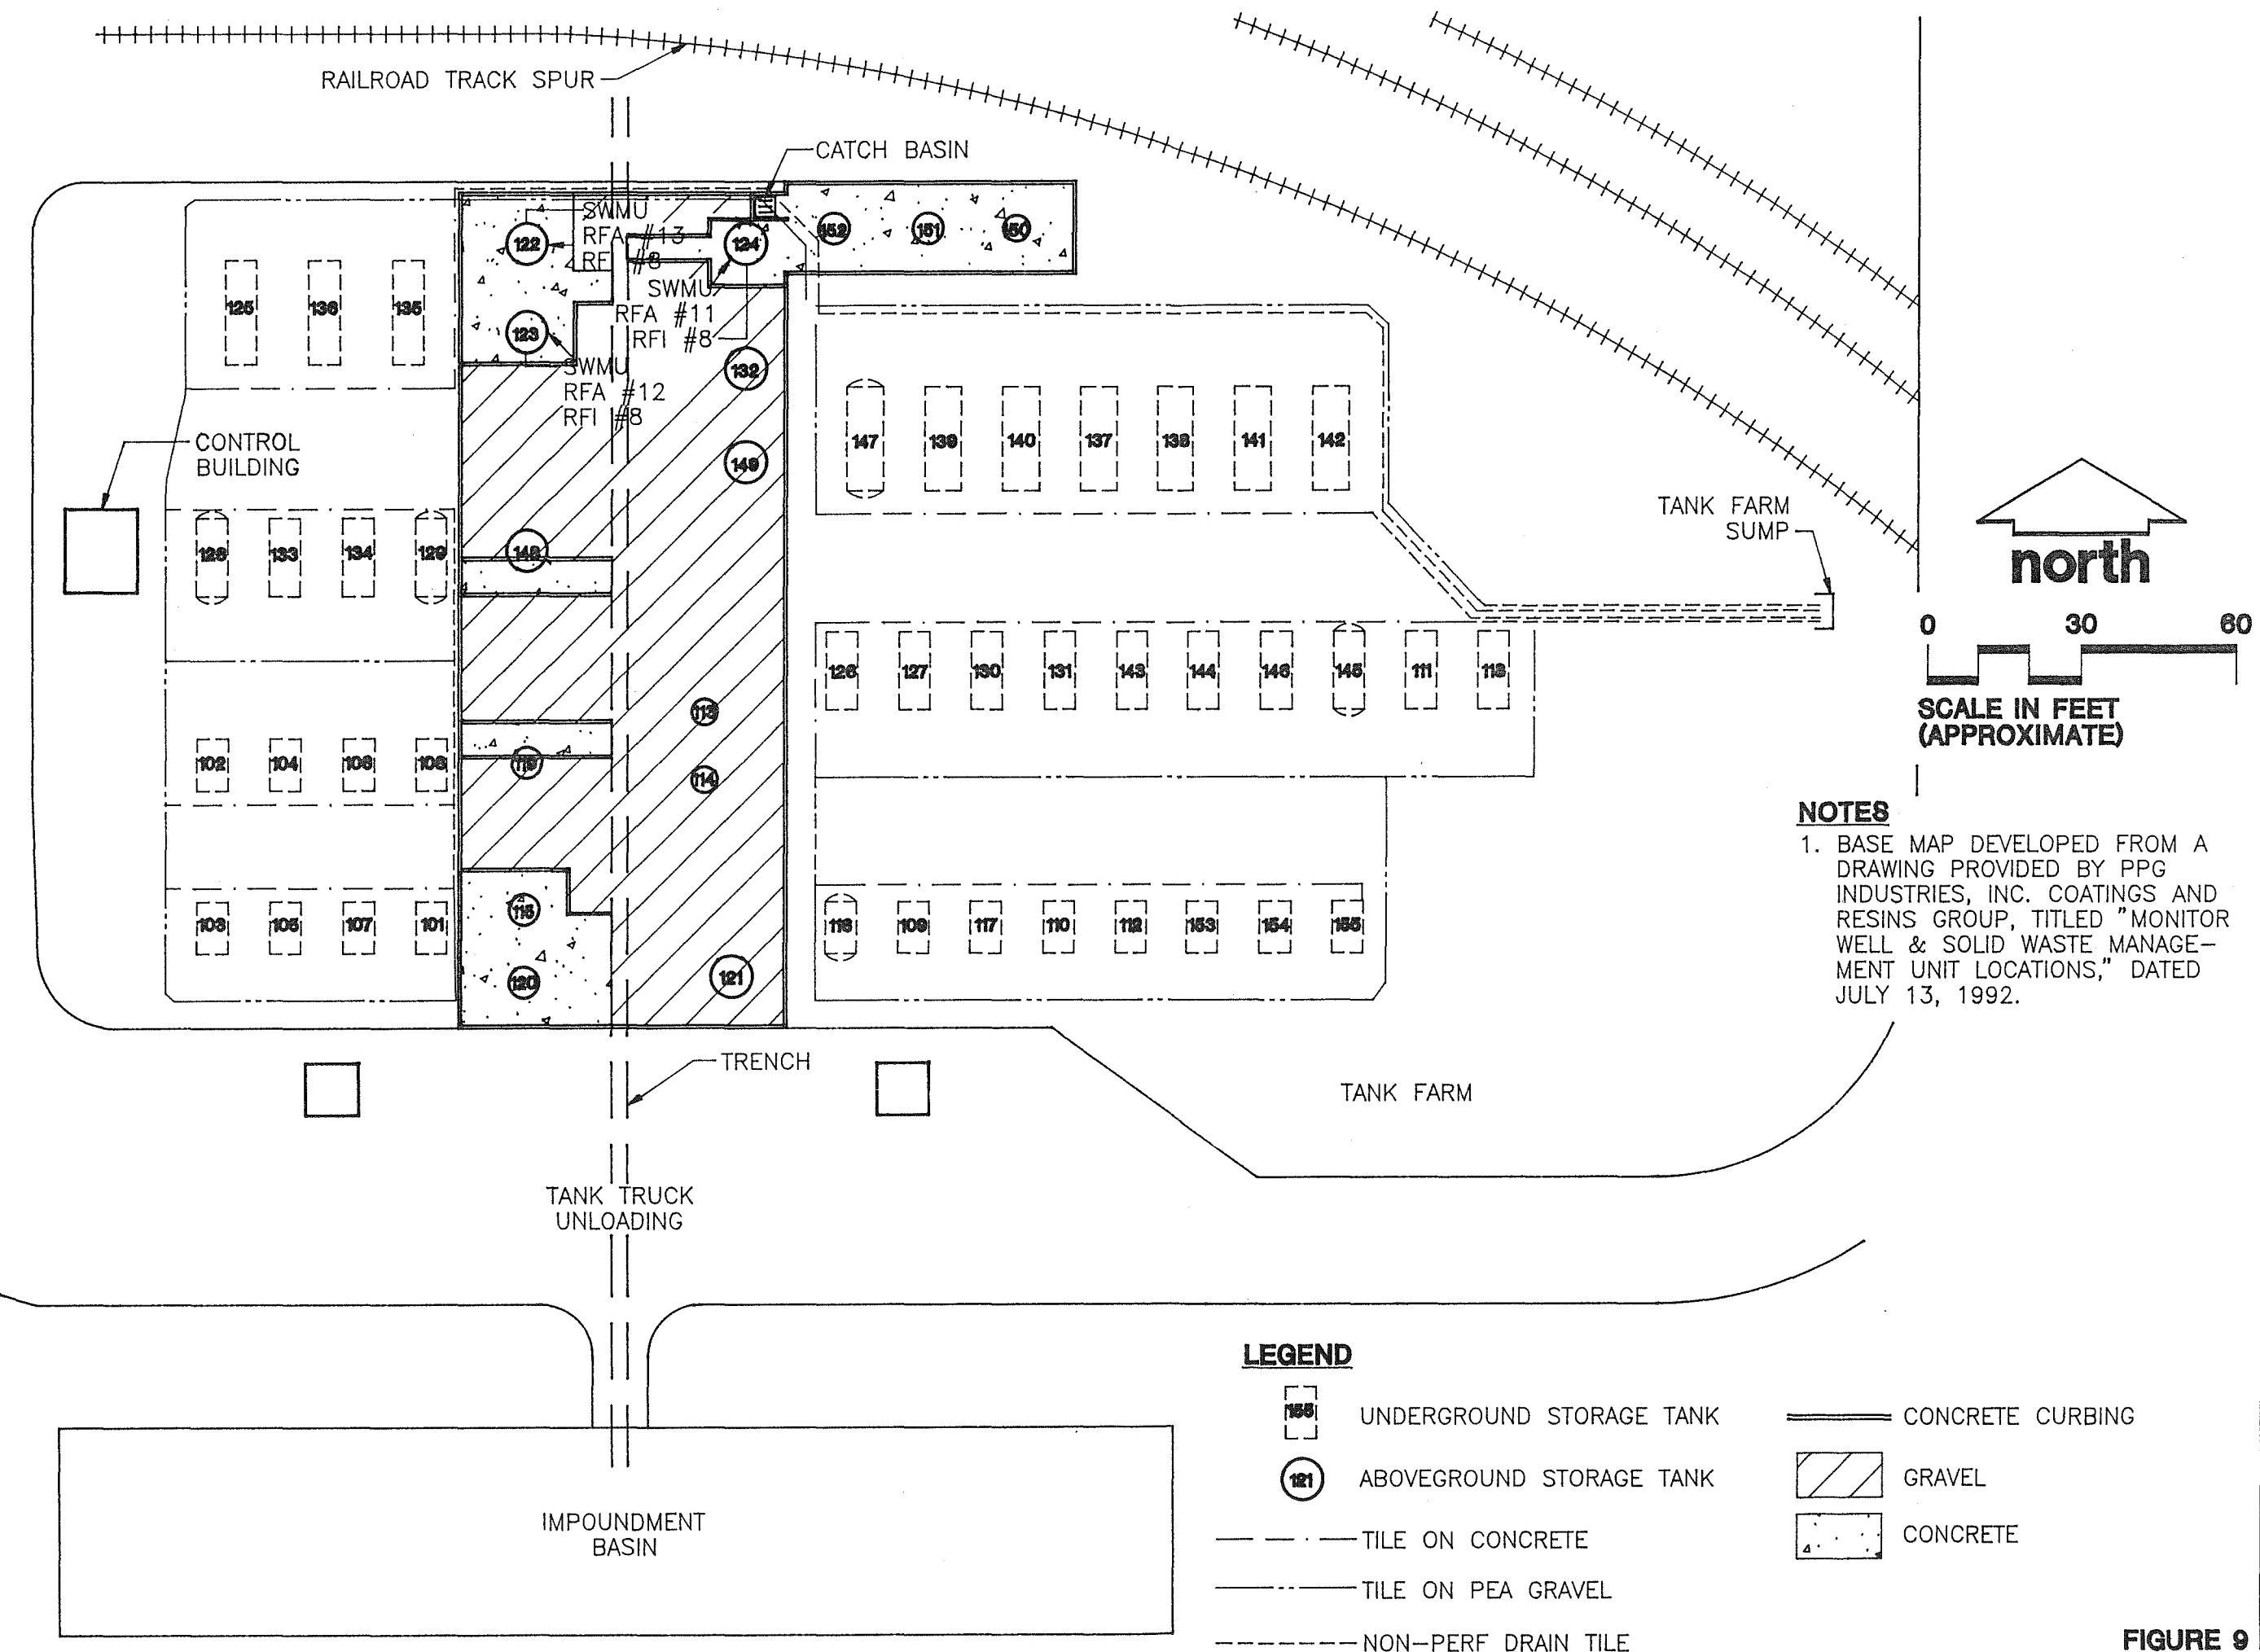 RAILROAD TRACK SPUR
CATCH BASIN
SWMU
RFA #13
RFI #8
122
124
152
151
150
SWMU
RFA #11
RFI #8
125
136
135
123
SWMU
RFA #12
RFI #8
132
CONTROL
BUILDING
147
139
140
137
138
141
142
149
TANK FARM
SUMP
north
128
133
134
129
148
0 30 60
SCALE IN FEET
(APPROXIMATE)
126
127
130
131
143
144
146
145
111
113
102
104
106
108
119
114
NOTES
1. BASE MAP DEVELOPED FROM A
DRAWING PROVIDED BY PPG
INDUSTRIES, INC. COATINGS AND
RESINS GROUP, TITLED "MONITOR
WELL & SOLID WASTE MANAGE-
MENT UNIT LOCATIONS," DATED
JULY 13, 1992.
103
105
107
101
115
120
121
109
117
110
112
153
154
155
TRENCH
TANK FARM
TANK TRUCK
UNLOADING
IMPOUNDMENT
BASIN
LEGEND
155 UNDERGROUND STORAGE TANK
121 ABOVEGROUND STORAGE TANK
TILE ON CONCRETE
TILE ON PEA GRAVEL
NON-PERF DRAIN TILE
CONCRETE CURBING
GRAVEL
CONCRETE
FIGURE 9